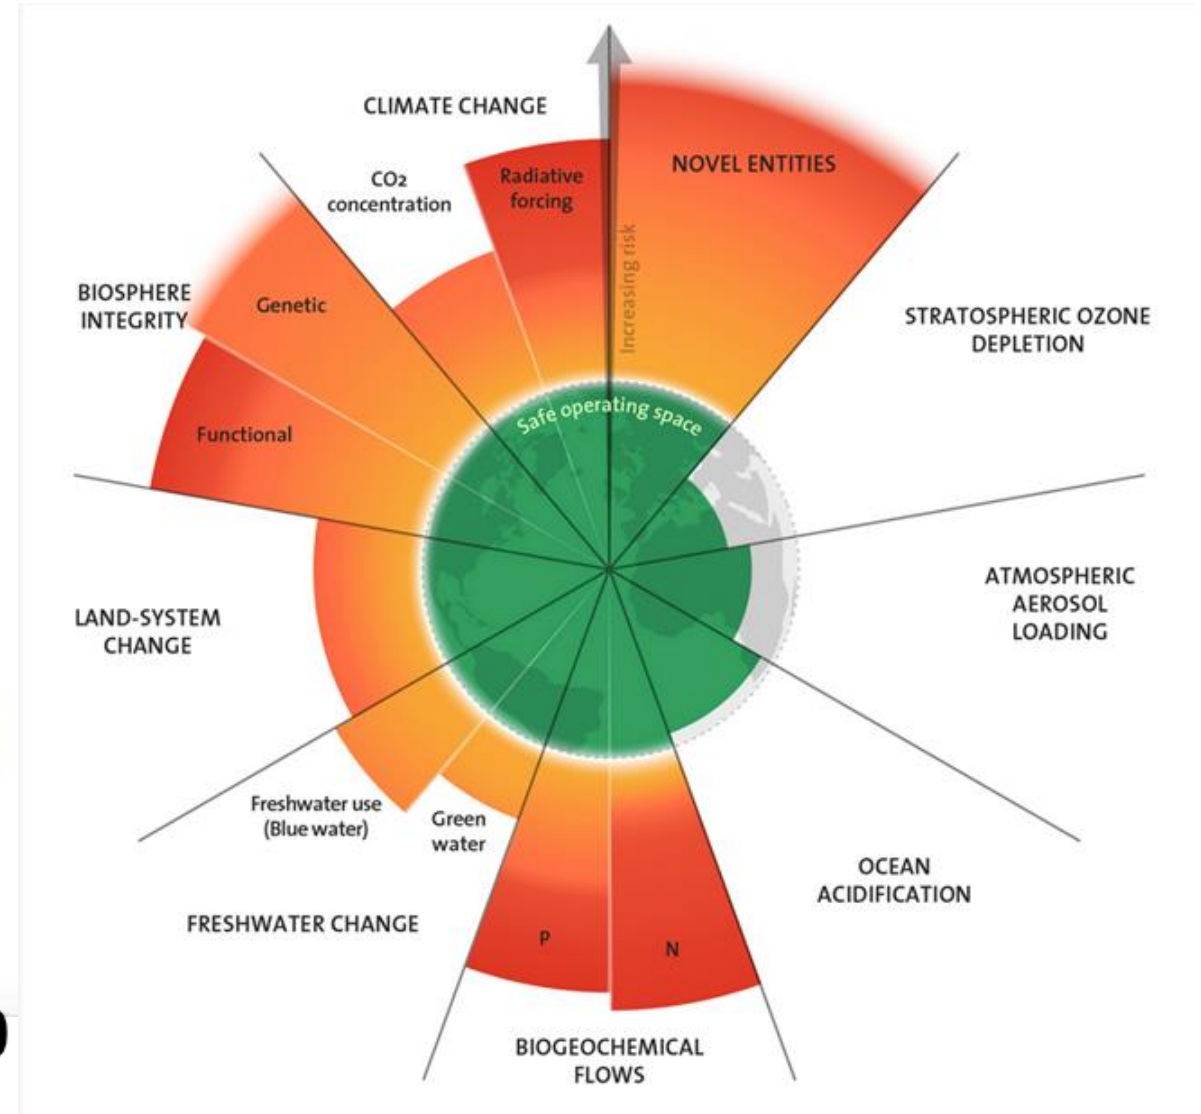 CLIMATE CHANGE
CO2
concentration
Radiative
forcing
NOVEL ENTITIES
Increasing risk
STRATOSPHERIC OZONE
DEPLETION
BIOSPHERE
INTEGRITY
Genetic
Functional
Safe operating space
ATMOSPHERIC
AEROSOL
LOADING
LAND-SYSTEM
CHANGE
Freshwater use
(Blue water)
Green
water
FRESHWATER CHANGE
OCEAN
ACIDIFICATION
P
N
BIOGEOCHEMICAL
FLOWS